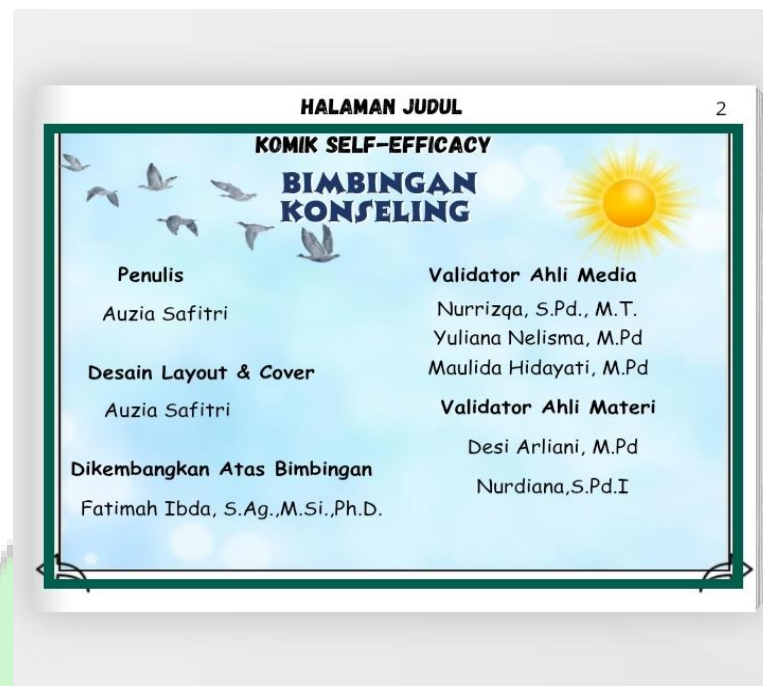 HALAMAN JUDUL
2
KOMIK SELF-EFFICACY
BIMBINGAN
KONSELING
Penulis
Auzia Safitri
Desain Layout & Cover
Auzia Safitri
Dikembangkan Atas Bimbingan
Fatimah Ibda, S.Ag.,M.Si.,Ph.D.
Validator Ahli Media
Nurrizqa, S.Pd., M.T.
Yuliana Nelisma, M.Pd
Maulida Hidayati, M.Pd
Validator Ahli Materi
Desi Arliani, M.Pd
Nurdiana,S.Pd.I